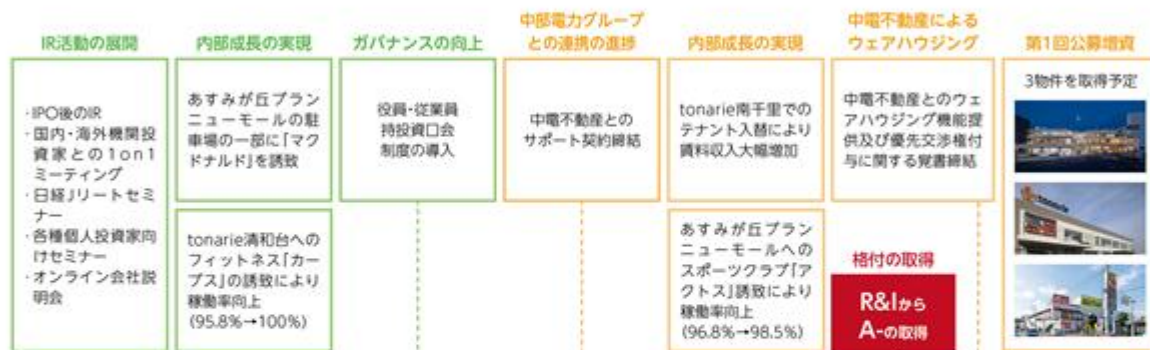 IR活動の展開
・IPO後のIR
・国内・海外機関投
資家との1on1
ミーティング
・日経Jリートセミ
ナー
・各種個人投資家向
けセミナー
・オンライン会社説
明会
内部成長の実現
あすみが丘ブラン
ニューモールの駐
車場の一部に「マク
ドナルド」を誘致
tonarie清和台への
フィットネス「カー
ブス」の誘致により
稼働率向上
(95.8%→100%)
ガバナンスの向上
役員・従業員
持投資口会
制度の導入
中部電力グループ
との連携の進捗
中電不動産との
サポート契約締結
内部成長の実現
tonarie南千里での
テナント入替により
賃料収入大幅増加
あすみが丘ブラン
ニューモールへの
スポーツクラブ「ア
クトス」誘致により
稼働率向上
(96.8%→98.5%)
中電不動産による
ウェアハウジング
中電不動産とのウェ
アハウジング機能提
供及び優先交渉権付
与に関する覚書締結
格付の取得
R&Iから
A-の取得
第1回公募増資
3物件を取得予定
tonarie